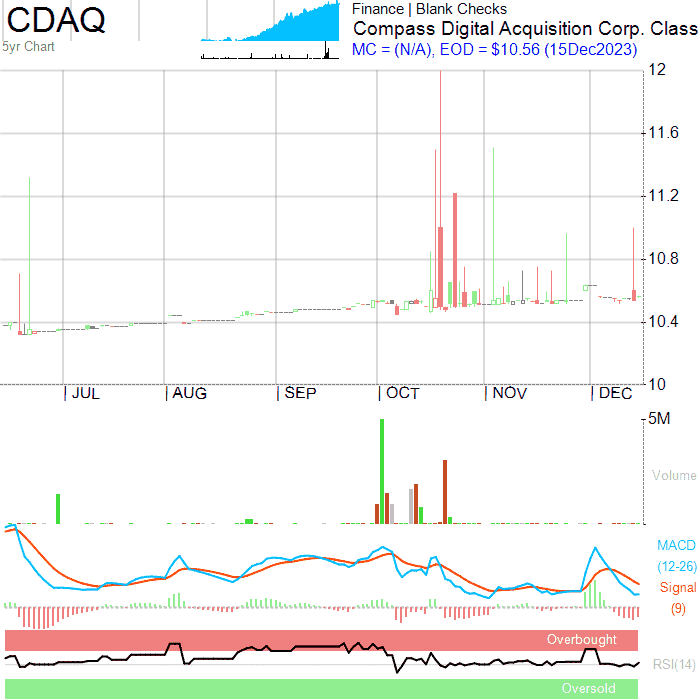 CDAQ
5yr Chart
Finance | Blank Checks
Compass Digital Acquisition Corp. Class
MC = (N/A), EOD = $10.56 (15Dec2023)
12
11.6
11.2
10.8
10.4
10
JUL
AUG
SEP
OCT
NOV
DEC
5M
Volume
MACD
(12-26)
Signal
(9)
Overbought
RSI(14)
Oversold